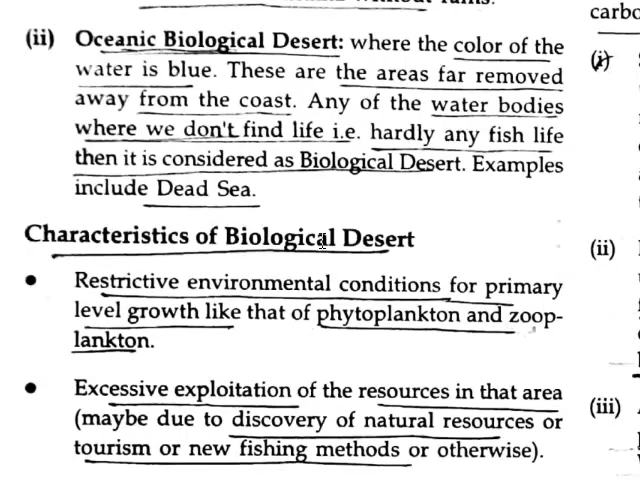 (ii) Oceanic Biological Desert: where the color of the
water is blue. These are the areas far removed
away from the coast. Any of the water bodies
where we don't find life i.e. hardly any fish life
then it is considered as Biological Desert. Examples
include Dead Sea.
Characteristics of Biological Desert
• Restrictive environmental conditions for primary
level growth like that of phytoplankton and zoop-
lankton.
• Excessive exploitation of the resources in that area
(maybe due to discovery of natural resources or
tourism or new fishing methods or otherwise).
carbo
(i)
(ii)
(iii)